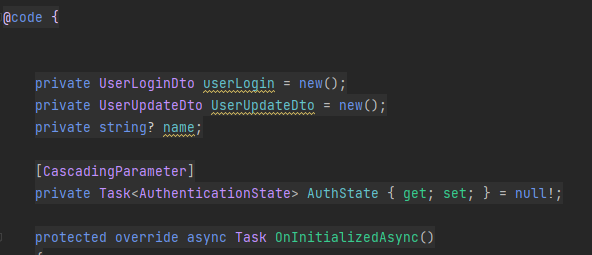 @code {
private UserLoginDto userLogin = new();
private UserUpdateDto UserUpdateDto = new();
private string? name;
[CascadingParameter]
private Task<AuthenticationState> AuthState { get; set; } = null!;
protected override async Task OnInitializedAsync()
{